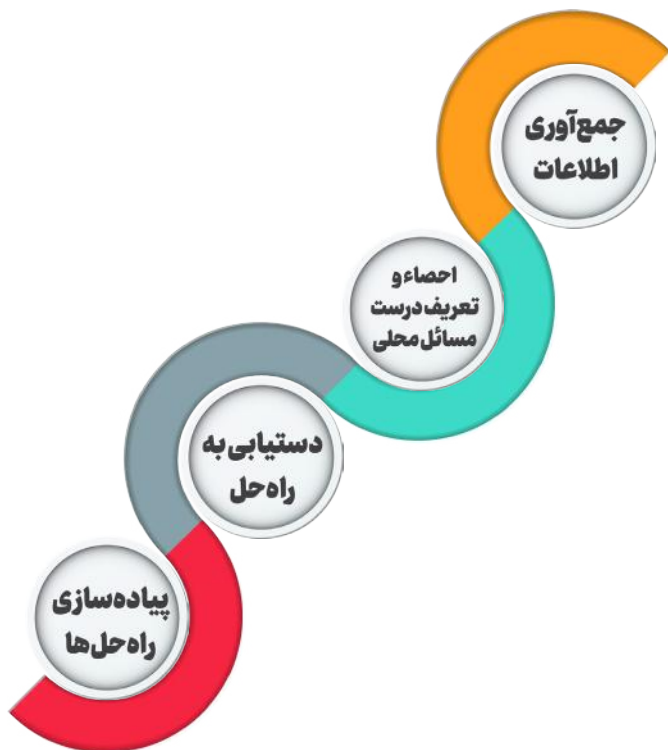 جمع‌آوری
اطلاعات
احصاء و
تعریف درست
مسائل محلی
دستیابی به
راه‌حل
پیاده‌سازی
راه‌حل‌ها